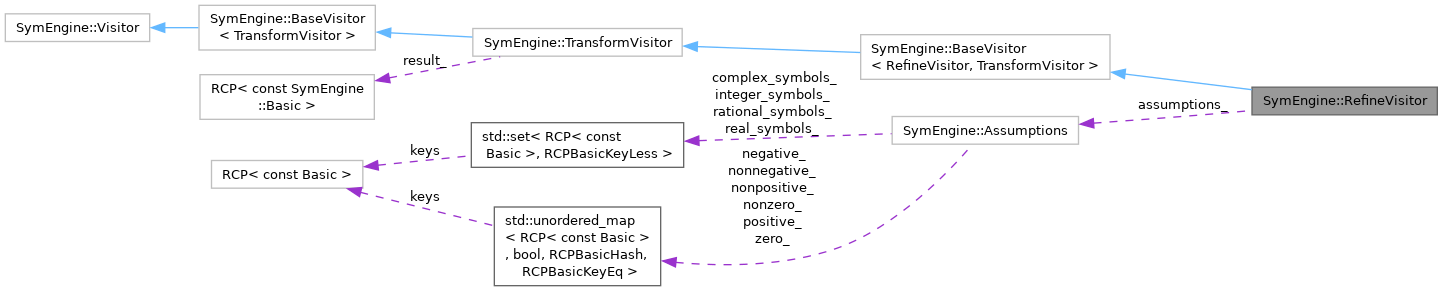 SymEngine::Visitor
SymEngine::BaseVisitor
< TransformVisitor >
SymEngine::TransformVisitor
result_
RCP< const SymEngine
::Basic >
SymEngine::BaseVisitor
< RefineVisitor, TransformVisitor >
SymEngine::RefineVisitor
assumptions_
SymEngine::Assumptions
complex_symbols_
integer_symbols_
rational_symbols_
real_symbols_
std::set< RCP< const
Basic >, RCPBasicKeyLess >
keys
RCP< const Basic >
keys
negative_
nonnegative_
nonpositive_
nonzero_
positive_
zero_
std::unordered_map
< RCP< const Basic >
, bool, RCPBasicHash,
RCPBasicKeyEq >